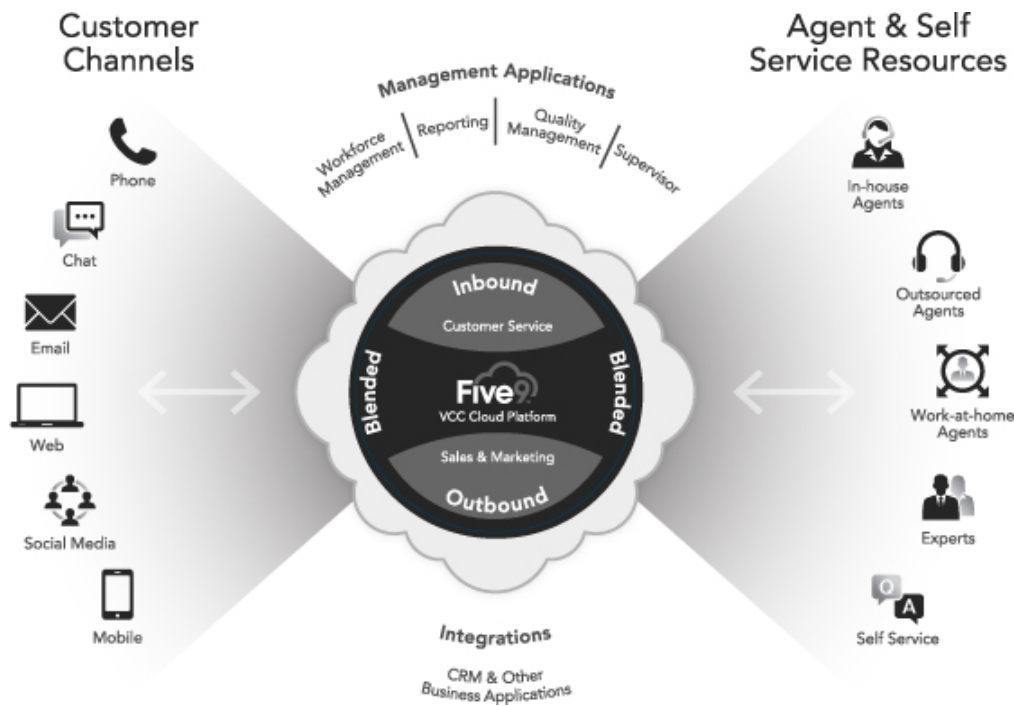 Customer
Channels
Phone
Chat
Email
Web
Social Media
Mobile
Management Applications
Workforce
Management
Reporting
Quality
Management
Supervisor
Inbound
Customer Service
Blended
Five9
VCC Cloud Platform
Blended
Sales & Marketing
Outbound
Integrations
CRM & Other
Business Applications
Agent & Self
Service Resources
In-house
Agents
Outsourced
Agents
Work-at-home
Agents
Experts
Q
A
Self Service